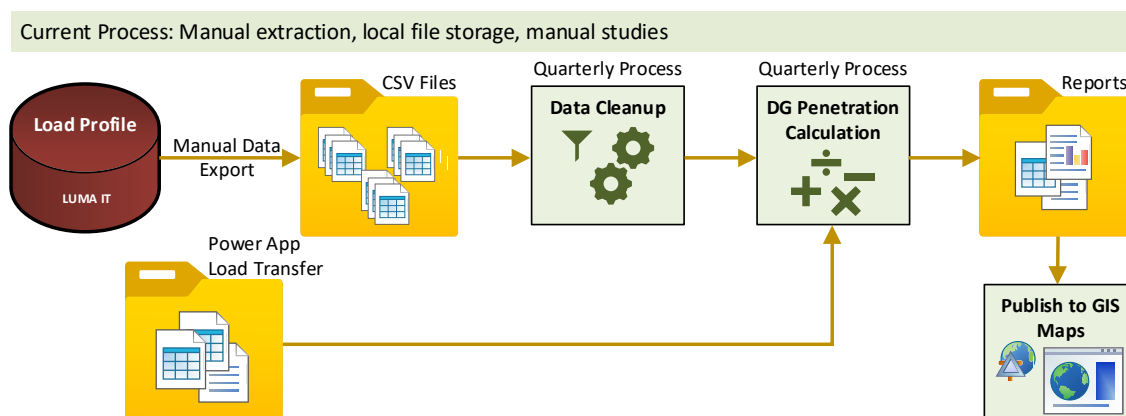 Current Process: Manual extraction, local file storage, manual studies
Load Profile
LUMA IT
Manual Data
Export
CSV Files
Quarterly Process
Data Cleanup
Quarterly Process
DG Penetration
Calculation
Reports
Power App
Load Transfer
Publish to GIS
Maps